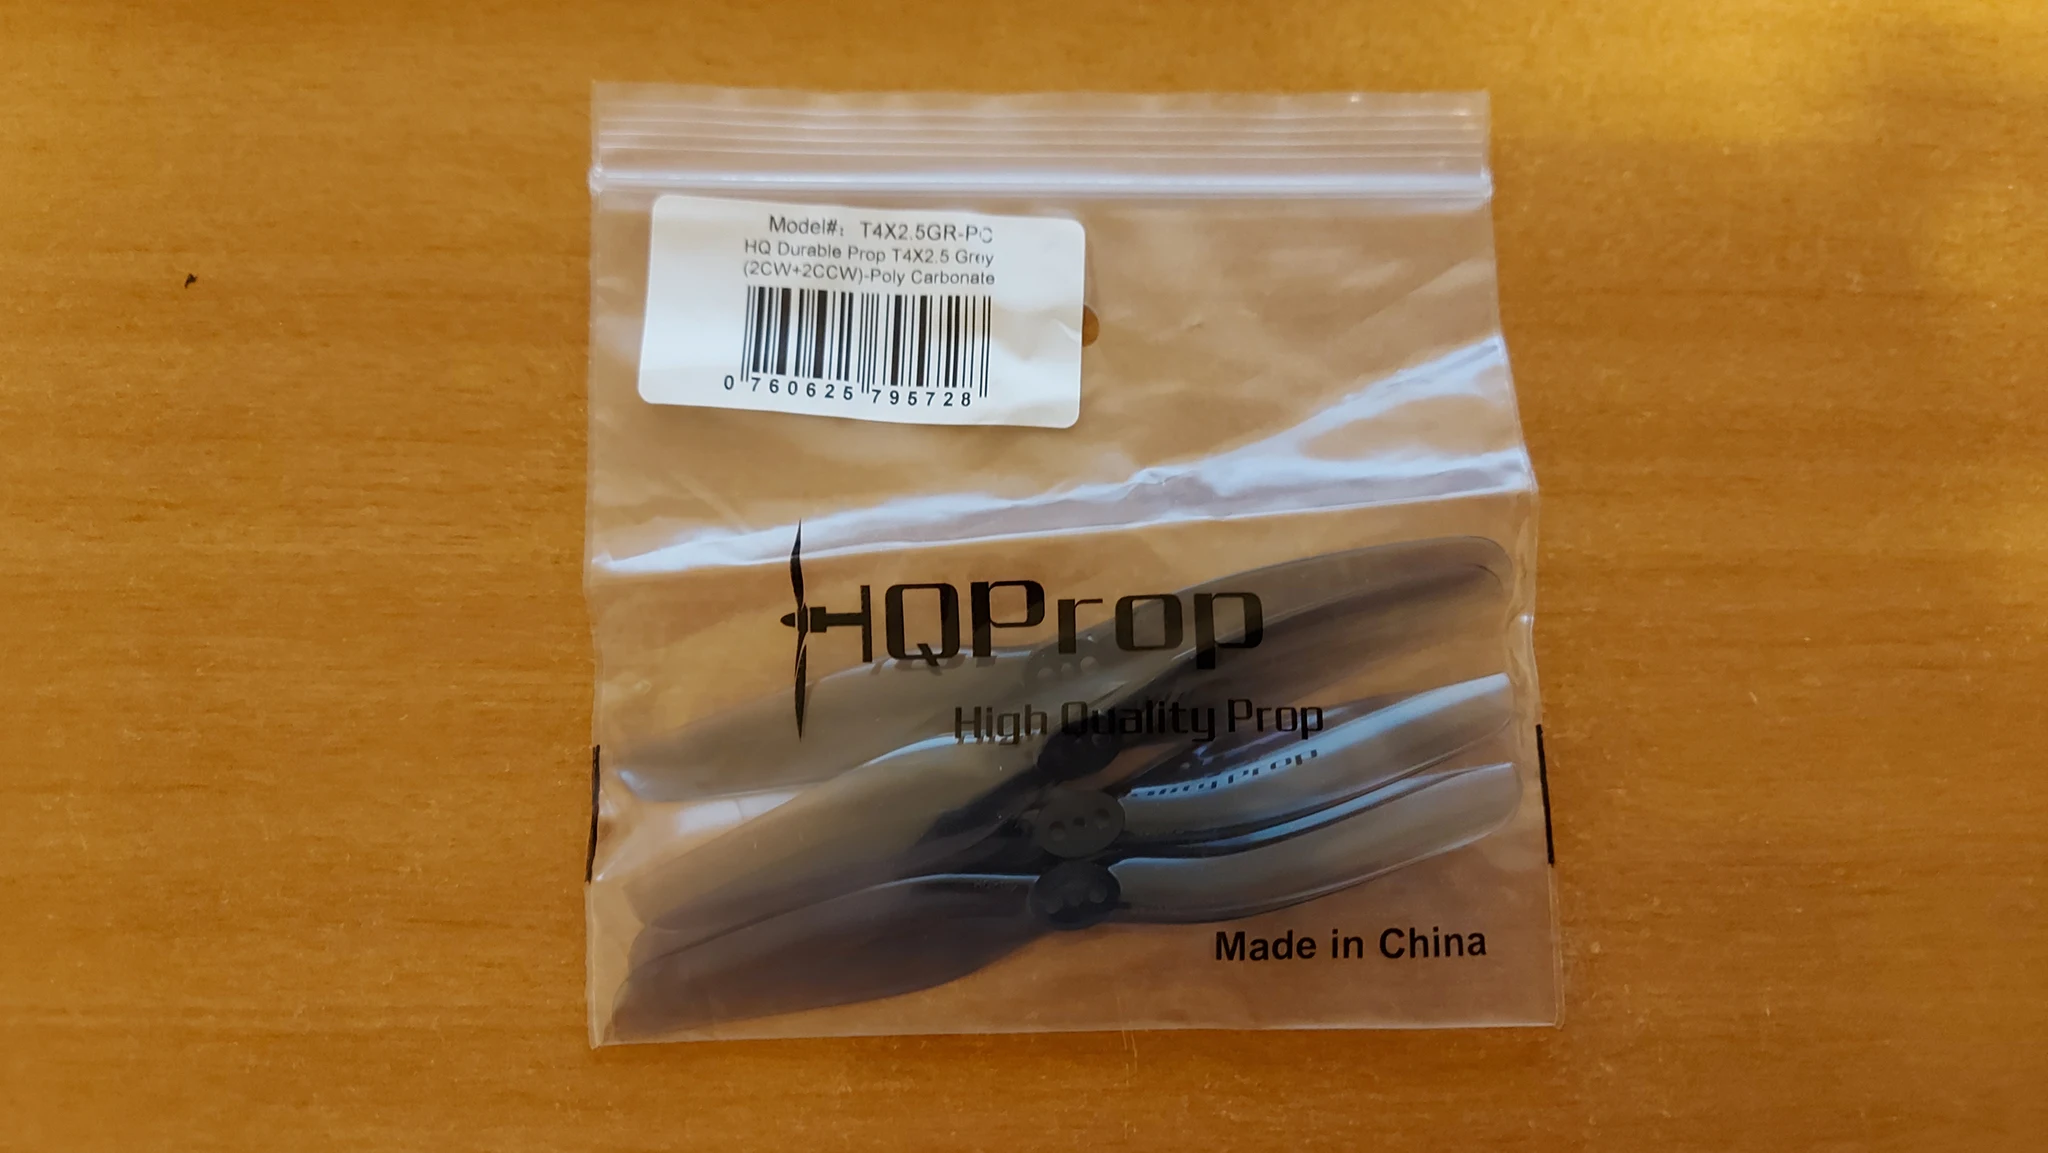 Model#: T4X2.5GR-PC
HQ Durable Prop T4X2.5 Grey
(2CW+2CCW)-Poly Carbonate
0 760625 795728
HQProp
High Quality Prop
Made in China